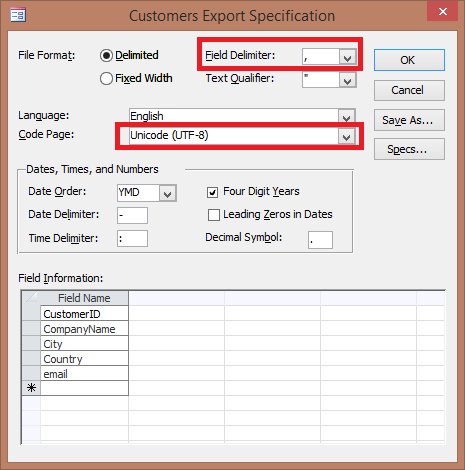 Customers Export Specification
File Format: Delimited Field Delimiter: , OK
Fixed Width Text Qualifier: " Cancel
Language: English Save As...
Code Page: Unicode (UTF-8)
Specs...
Dates, Times, and Numbers
Date Order: YMD Four Digit Years
Date Delimiter: - Leading Zeros in Dates
Time Delimiter: : Decimal Symbol: .
Field Information:
Field Name
CustomerID
CompanyName
City
Country
email